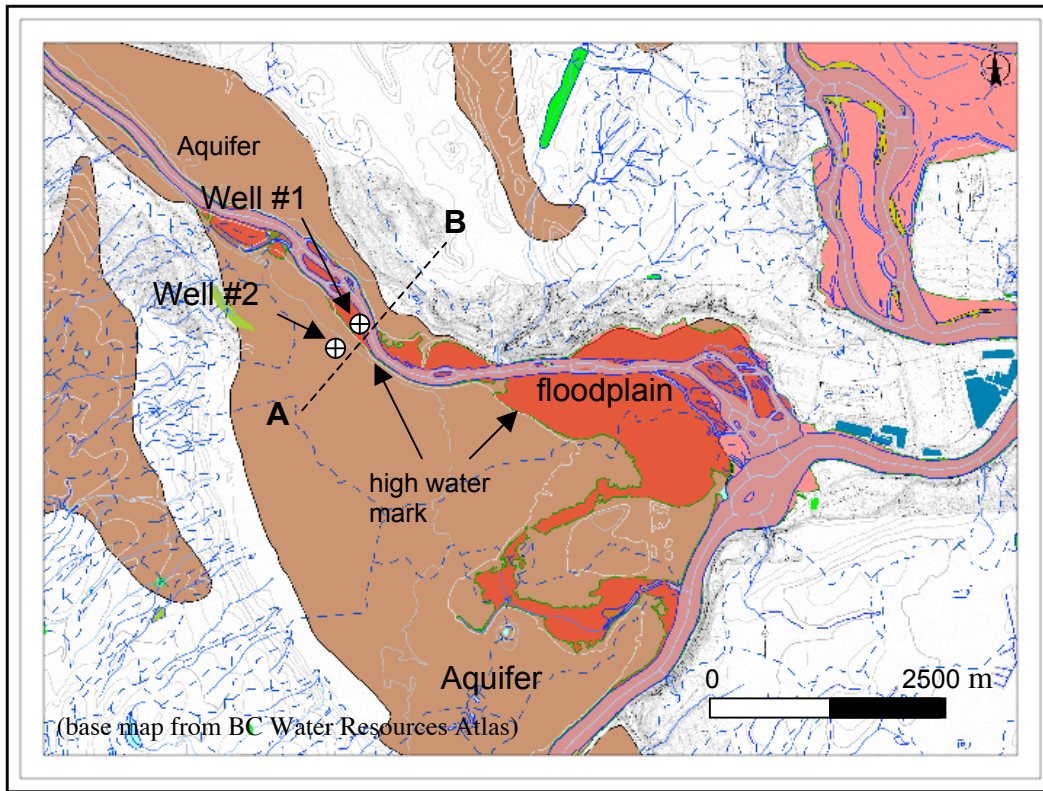 Aquifer
Well #1
B
Well #2
A
floodplain
high water
mark
Aquifer
0 2500 m
(base map from BC Water Resources Atlas)